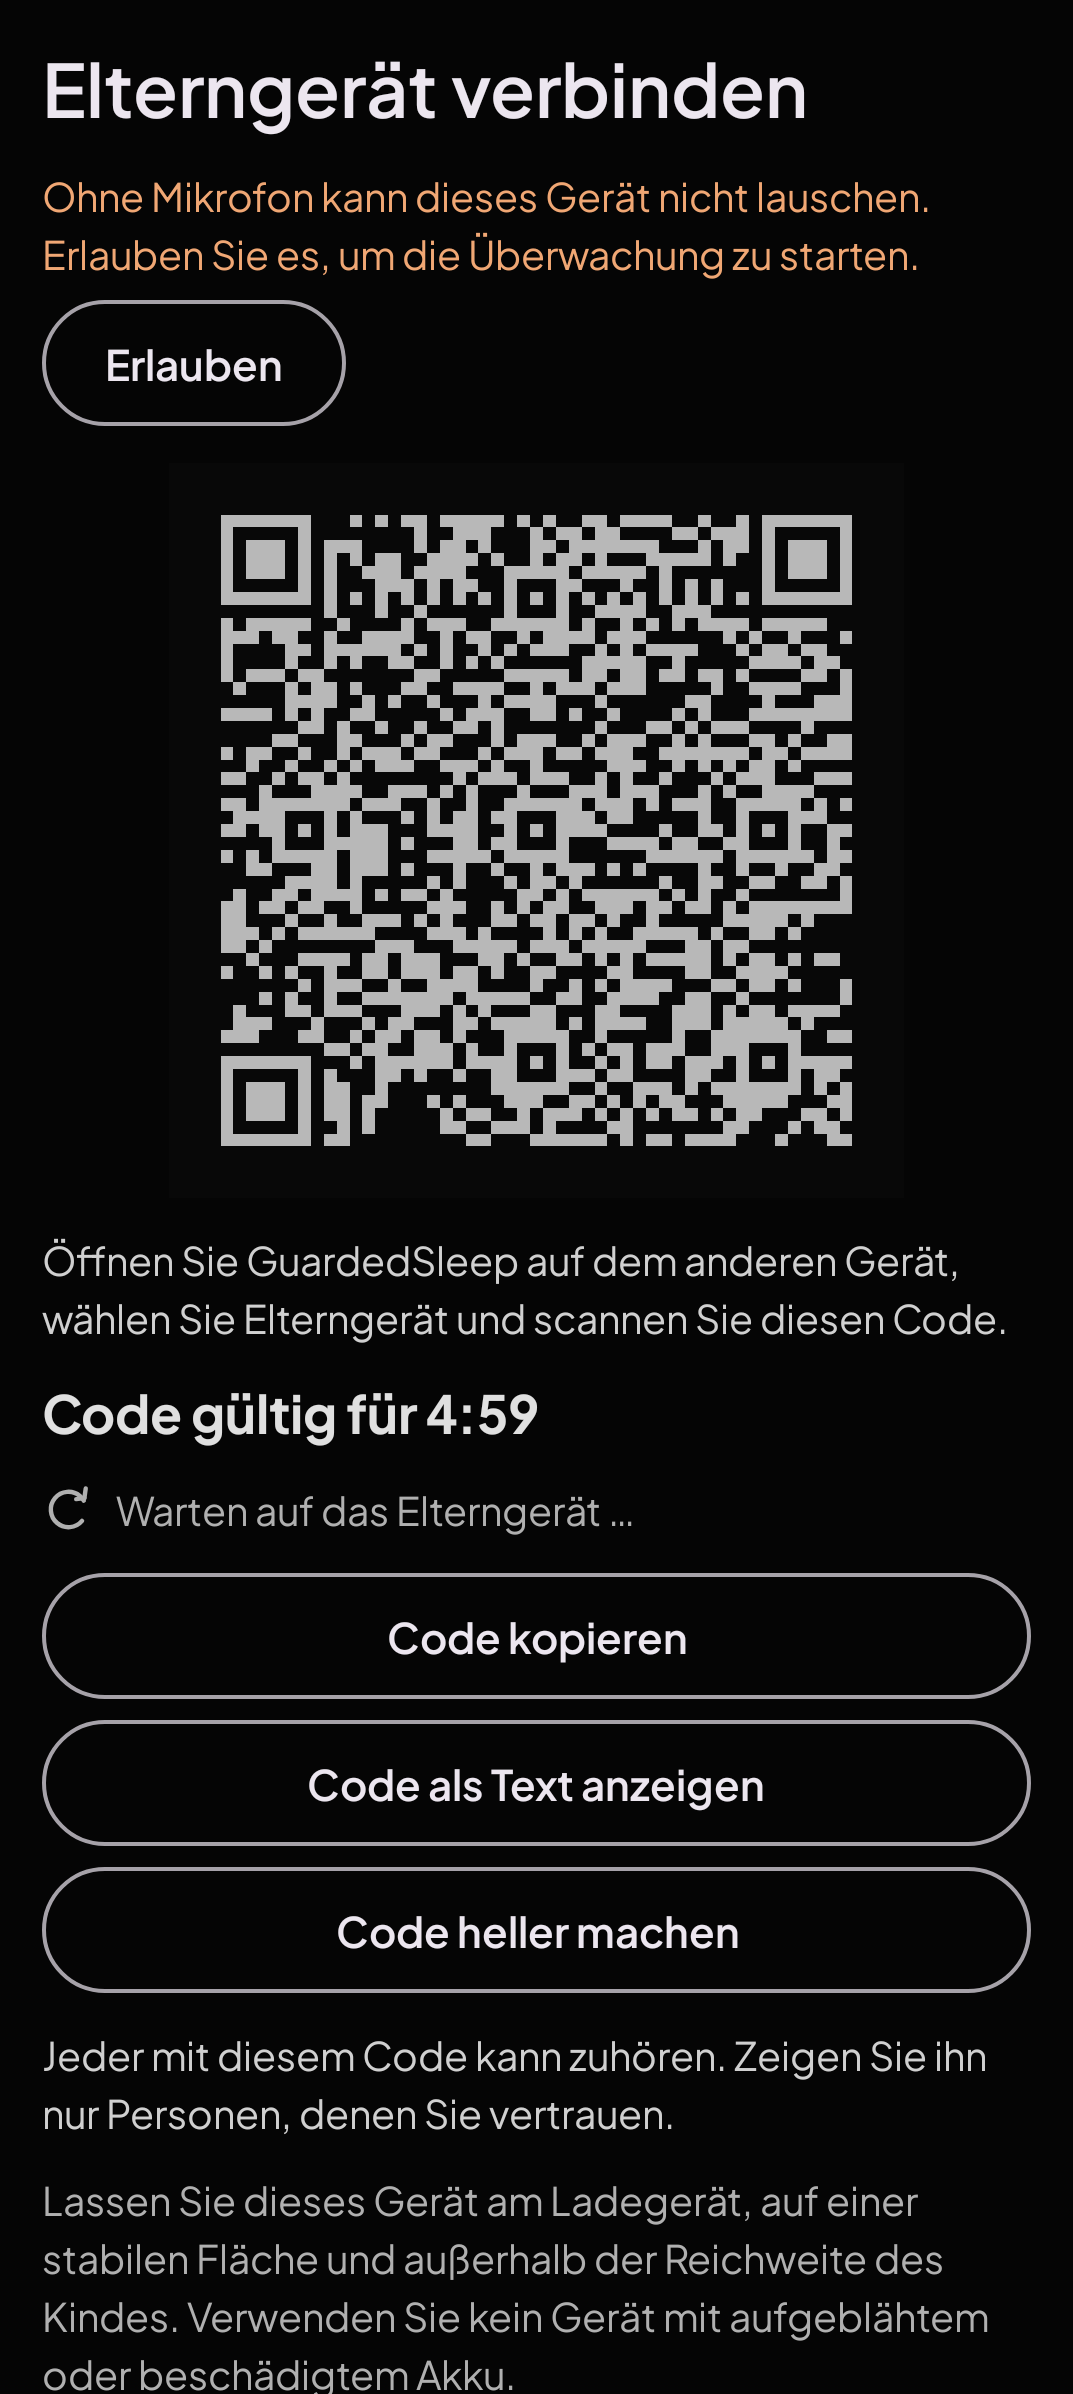 Elterngerät verbinden
Ohne Mikrofon kann dieses Gerät nicht lauschen.
Erlauben Sie es, um die Überwachung zu starten.
Erlauben
Öffnen Sie GuardedSleep auf dem anderen Gerät,
wählen Sie Elterngerät und scannen Sie diesen Code.
Code gültig für 4:59
Warten auf das Elterngerät ...
Code kopieren
Code als Text anzeigen
Code heller machen
Jeder mit diesem Code kann zuhören. Zeigen Sie ihn
nur Personen, denen Sie vertrauen.
Lassen Sie dieses Gerät am Ladegerät, auf einer
stabilen Fläche und außerhalb der Reichweite des
Kindes. Verwenden Sie kein Gerät mit aufgeblähtem
oder beschädigtem Akku.